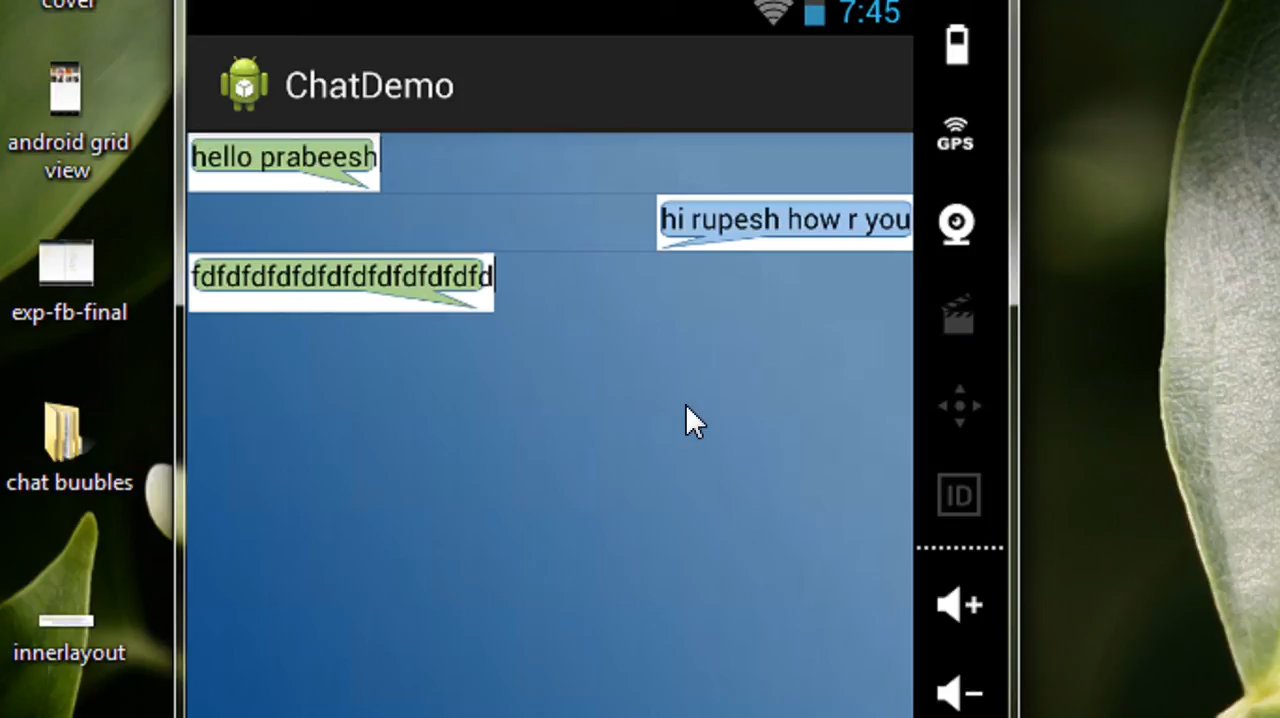 cover
android grid
view
exp-fb-final
chat buubles
innerlayout
7:45
ChatDemo
hello prabeesh
hi rupesh how r you
fdfdfdfdfdfdfdfdfdfdfdfdfd
GPS
ID